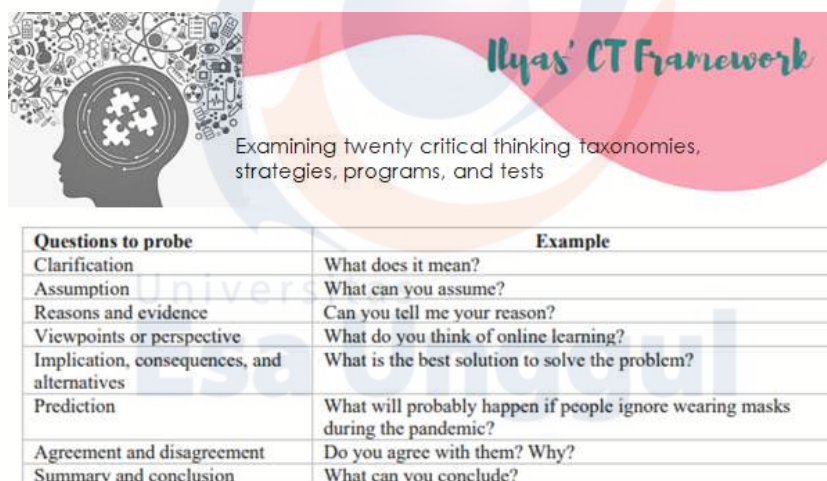 Ilyas' CT Framework
Examining twenty critical thinking taxonomies,
strategies, programs, and tests
Questions to probe Example
Clarification What does it mean?
Assumption What can you assume?
Reasons and evidence Can you tell me your reason?
Viewpoints or perspective What do you think of online learning?
Implication, consequences, and What is the best solution to solve the problem?
alternatives
Prediction What will probably happen if people ignore wearing masks
during the pandemic?
Agreement and disagreement Do you agree with them? Why?
Summary and conclusion What can you conclude?
Universitas
Esa Unggul